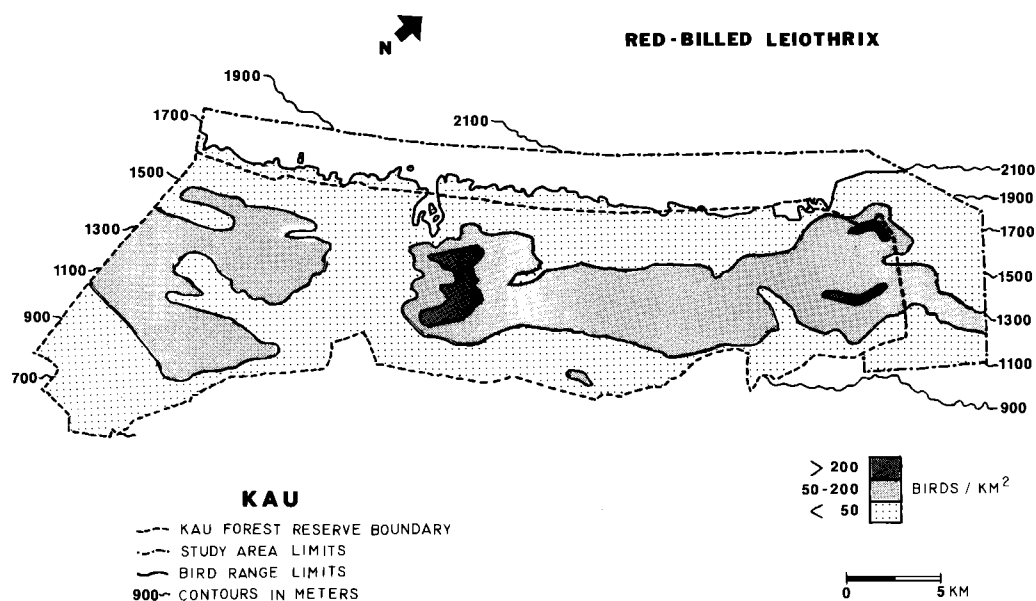 N
RED-BILLED LEIOTHRIX
1900
2100
1700
1500
1300
1100
900
700
2100
1900
1700
1500
1300
1100
900
> 200
50-200
< 50
BIRDS / KM²
KAU
KAU FOREST RESERVE BOUNDARY
STUDY AREA LIMITS
BIRD RANGE LIMITS
900 CONTOURS IN METERS
0 5 KM